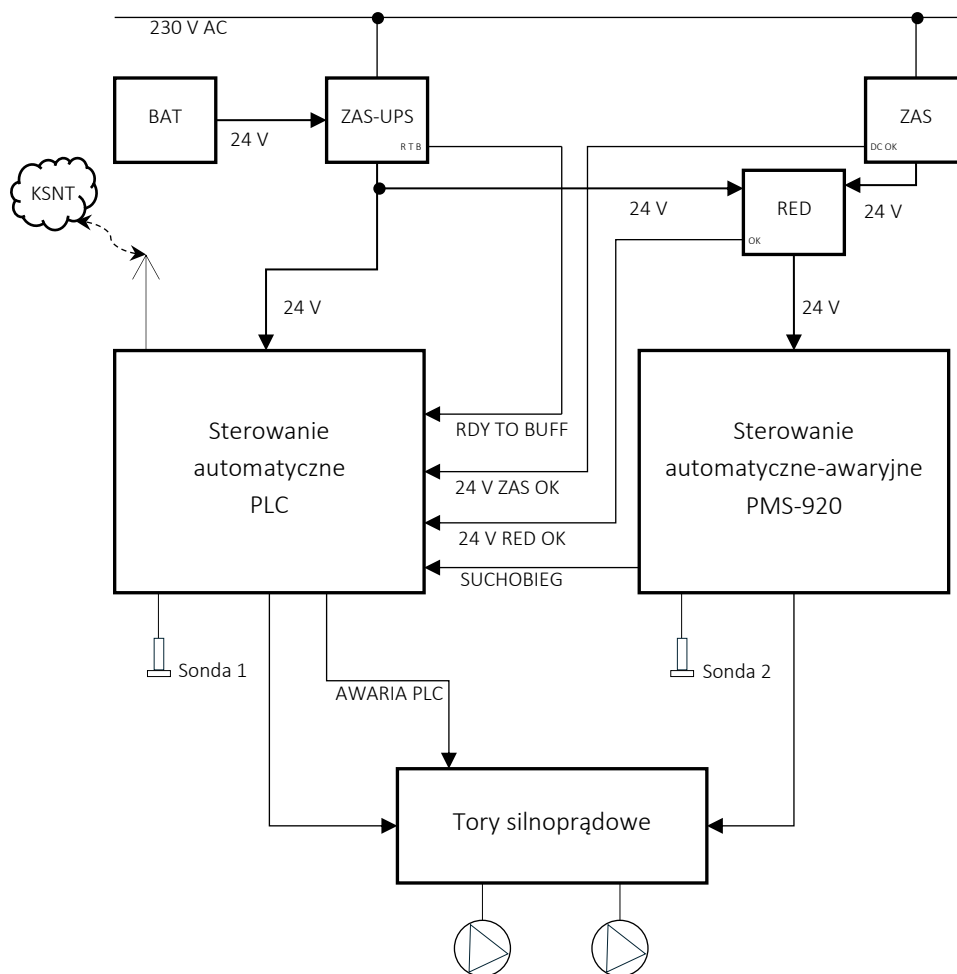 230 V AC
BAT
24 V
ZAS-UPS
R T B
ZAS
DC OK
KSNT
24 V
RED
OK
24 V
24 V
24 V
Sterowanie
automatyczne
PLC
RDY TO BUFF
24 V ZAS OK
24 V RED OK
SUCHOBIEG
Sterowanie
automatyczne-awaryjne
PMS-920
Sonda 1
AWARIA PLC
Sonda 2
Tory silnoprądowe